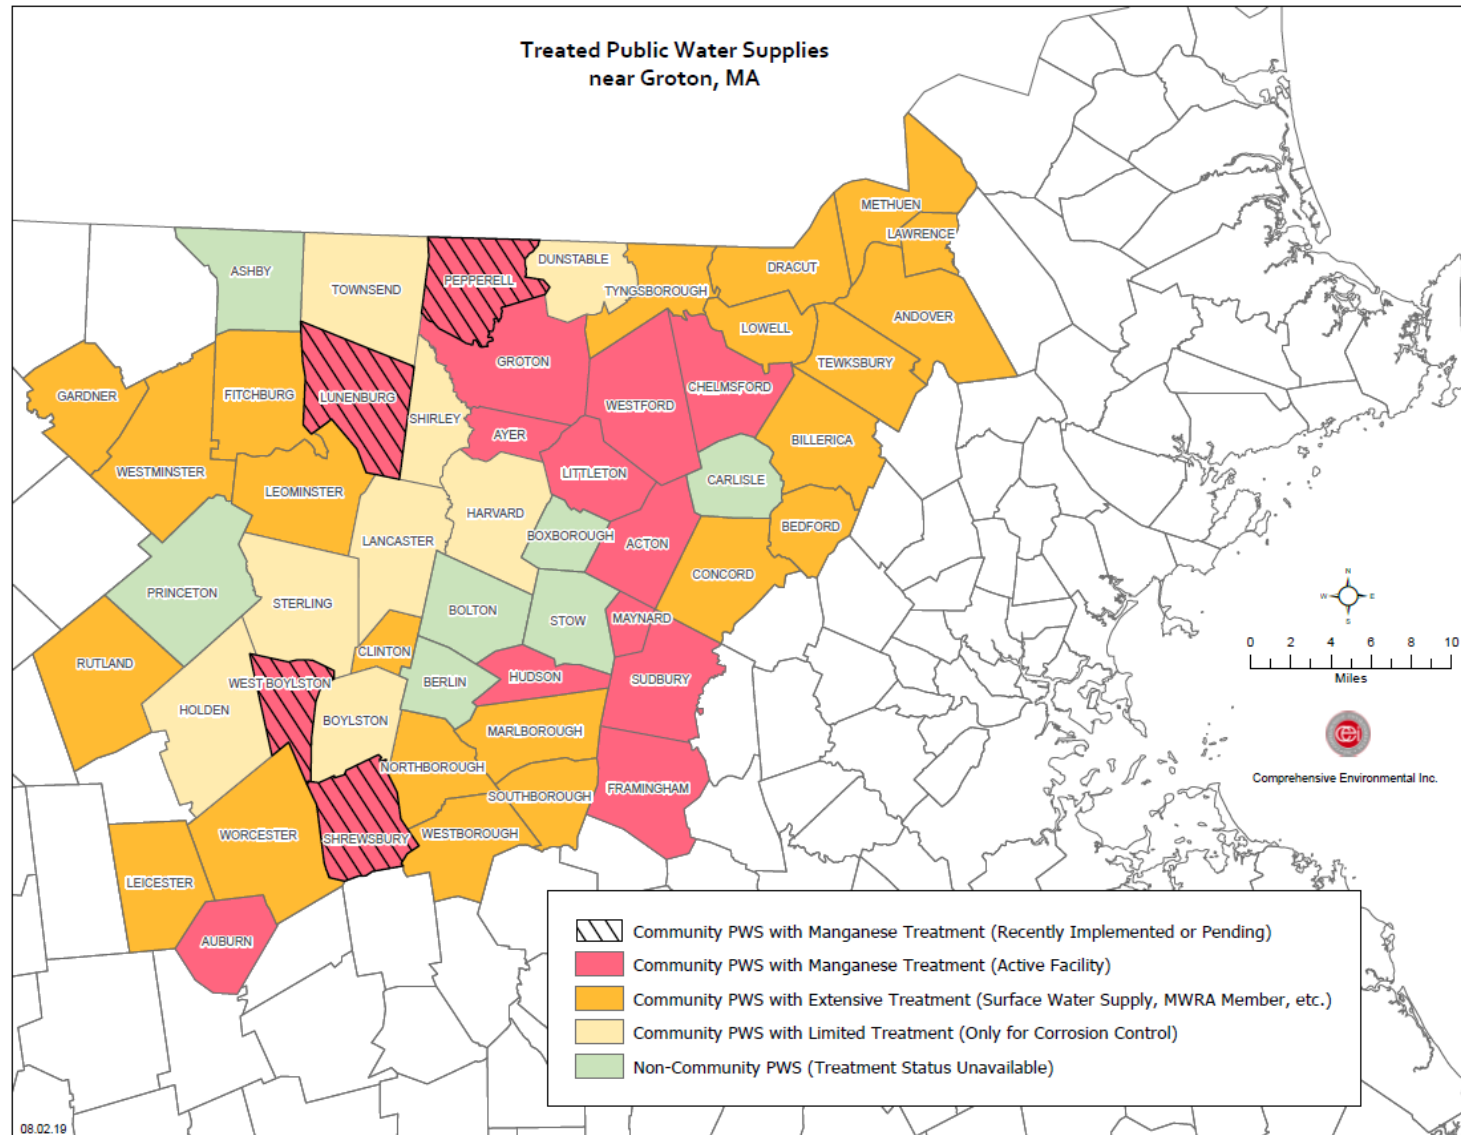 Treated Public Water Supplies
near Groton, MA
METHUEN
LAWRENCE
ASHBY
DUNSTABLE
DRACUT
PEPPERELL
TOWNSEND
TYNGSBOROUGH
ANDOVER
LOWELL
GROTON
TEWKSBURY
CHELMSFORD
GARDNER
FITCHBURG
LUNENBURG
WESTFORD
SHIRLEY
AYER
BILLERICA
WESTMINSTER
LITTLETON
CARLISLE
LEOMINSTER
HARVARD
BEDFORD
BOXBOROUGH
LANCASTER
ACTON
CONCORD
PRINCETON
STERLING
BOLTON
STOW
MAYNARD
CLINTON
RUTLAND
HUDSON
SUDBURY
BERLIN
WEST BOYLSTON
HOLDEN
BOYLSTON
MARLBOROUGH
NORTHBOROUGH
FRAMINGHAM
SOUTHBOROUGH
WORCESTER
SHREWSBURY
WESTBOROUGH
LEICESTER
AUBURN
N
W E
S
0 2 4 6 8 10
Miles
CEi
Comprehensive Environmental Inc.
Community PWS with Manganese Treatment (Recently Implemented or Pending)
Community PWS with Manganese Treatment (Active Facility)
Community PWS with Extensive Treatment (Surface Water Supply, MWRA Member, etc.)
Community PWS with Limited Treatment (Only for Corrosion Control)
Non-Community PWS (Treatment Status Unavailable)
08.02.19